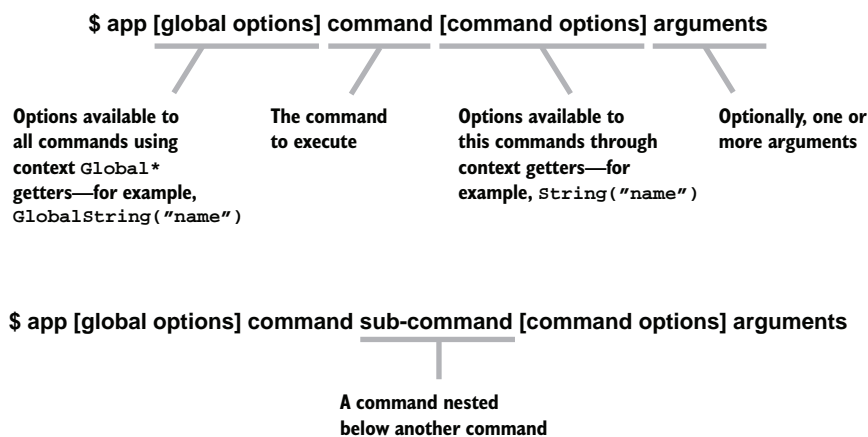 $ app [global options] command [command options] arguments
Options available to
all commands using
context Global*
getters—for example,
GlobalString("name")
The command
to execute
Options available to
this commands through
context getters—for
example, String("name")
Optionally, one or
more arguments
$ app [global options] command sub-command [command options] arguments
A command nested
below another command